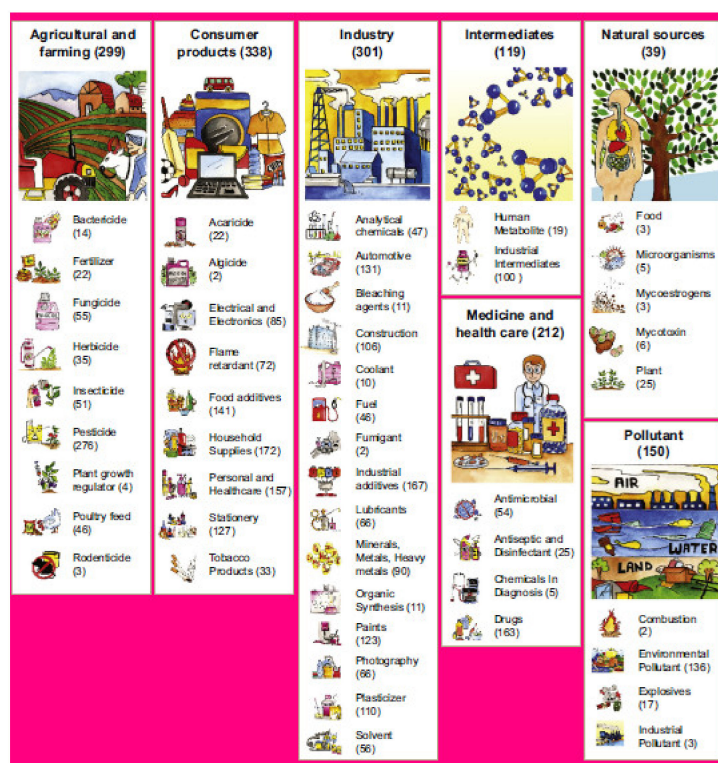 Agricultural and
farming (299)
Bactericide
(14)
Fertilizer
(22)
Fungicide
(55)
Herbicide
(35)
Insecticide
(51)
Pesticide
(276)
Plant growth
regulator (4)
Poultry feed
(46)
Rodenticide
(3)
Consumer
products (338)
Acaricide
(22)
Algicide
(2)
Electrical and
Electronics (85)
Flame
retardant (72)
Food additives
(141)
Household
Supplies (172)
Personal and
Healthcare (157)
Stationery
(127)
Tobacco
Products (33)
Industry
(301)
Analytical
chemicals (47)
Automotive
(131)
Bleaching
agents (11)
Construction
(106)
Coolant
(10)
Fuel
(46)
Fumigant
(2)
Industrial
additives (167)
Lubricants
(66)
Minerals,
Metals, Heavy
metals (90)
Organic
Synthesis (11)
Paints
(123)
Photography
(66)
Plasticizer
(110)
Solvent
(56)
Intermediates
(119)
Human
Metabolite (19)
Industrial
Intermediates
(100)
Medicine and
health care (212)
Antimicrobial
(54)
Antiseptic and
Disinfectant (25)
Chemicals In
Diagnosis (5)
Drugs
(163)
Natural sources
(39)
Food
(3)
Microorganisms
(5)
Mycoestrogens
(3)
Mycotoxin
(6)
Plant
(25)
Pollutant
(150)
AIR
WATER
LAND
Combustion
(2)
Environmental
Pollutant (136)
Explosives
(17)
Industrial
Pollutant (3)